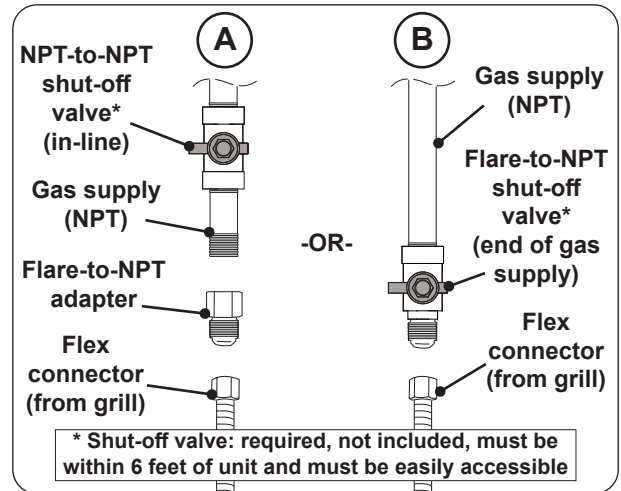 A
B
NPT-to-NPT
shut-off
valve*
(in-line)
Gas supply
(NPT)
Flare-to-NPT
adapter
Flex
connector
(from grill)
-OR-
Gas supply
(NPT)
Flare-to-NPT
shut-off
valve*
(end of gas
supply)
Flex
connector
(from grill)
* Shut-off valve: required, not included, must be
within 6 feet of unit and must be easily accessible